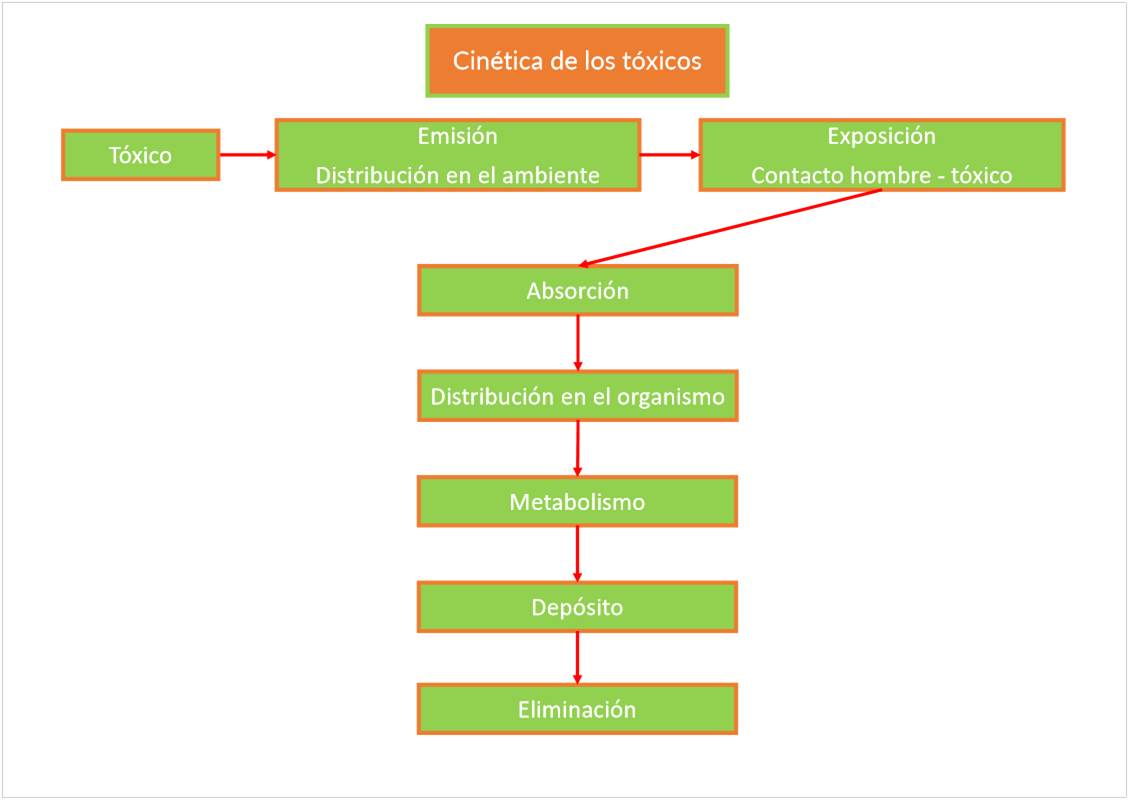 Cinética de los tóxicos
Tóxico
Emisión
Distribución en el ambiente
Exposición
Contacto hombre - tóxico
Absorción
Distribución en el organismo
Metabolismo
Depósito
Eliminación